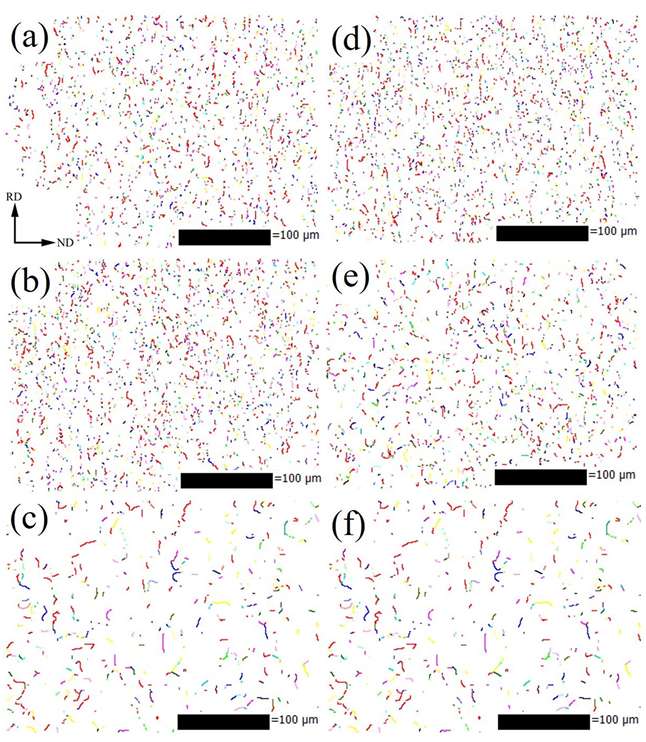 (a)
(d)
RD
ND
=100 µm
=100 µm
(b)
(e)
=100 µm
=100 µm
(c)
(f)
=100 µm
=100 µm